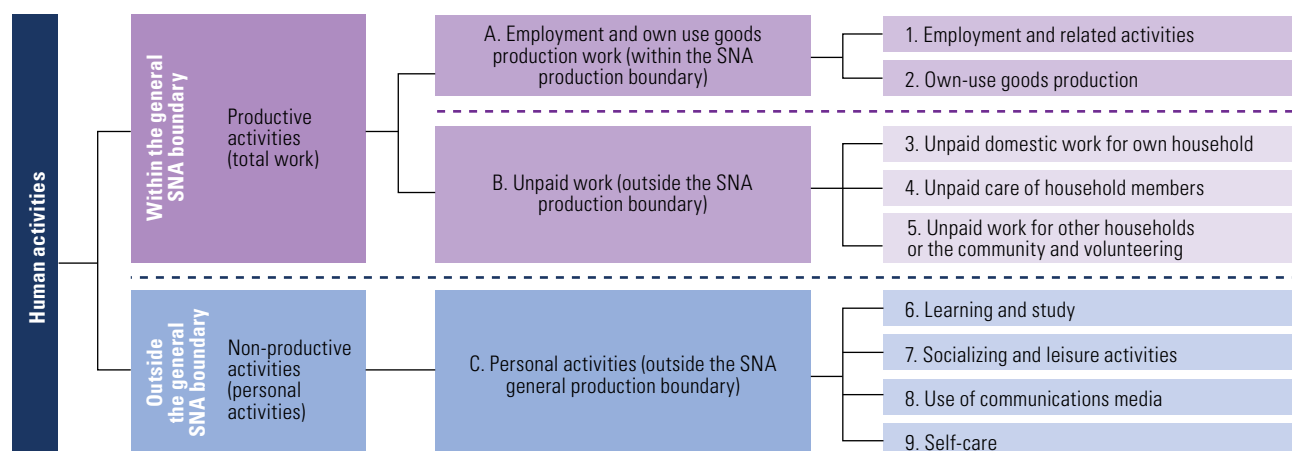 Human activities
Within the general
SNA boundary
Productive
activities
(total work)
A. Employment and own use goods
production work (within the SNA
production boundary)
1. Employment and related activities
2. Own-use goods production
B. Unpaid work (outside the SNA
production boundary)
3. Unpaid domestic work for own household
4. Unpaid care of household members
5. Unpaid work for other households
or the community and volunteering
Outside
the general
SNA boundary
Non-productive
activities
(personal
activities)
C. Personal activities (outside the SNA
general production boundary)
6. Learning and study
7. Socializing and leisure activities
8. Use of communications media
9. Self-care